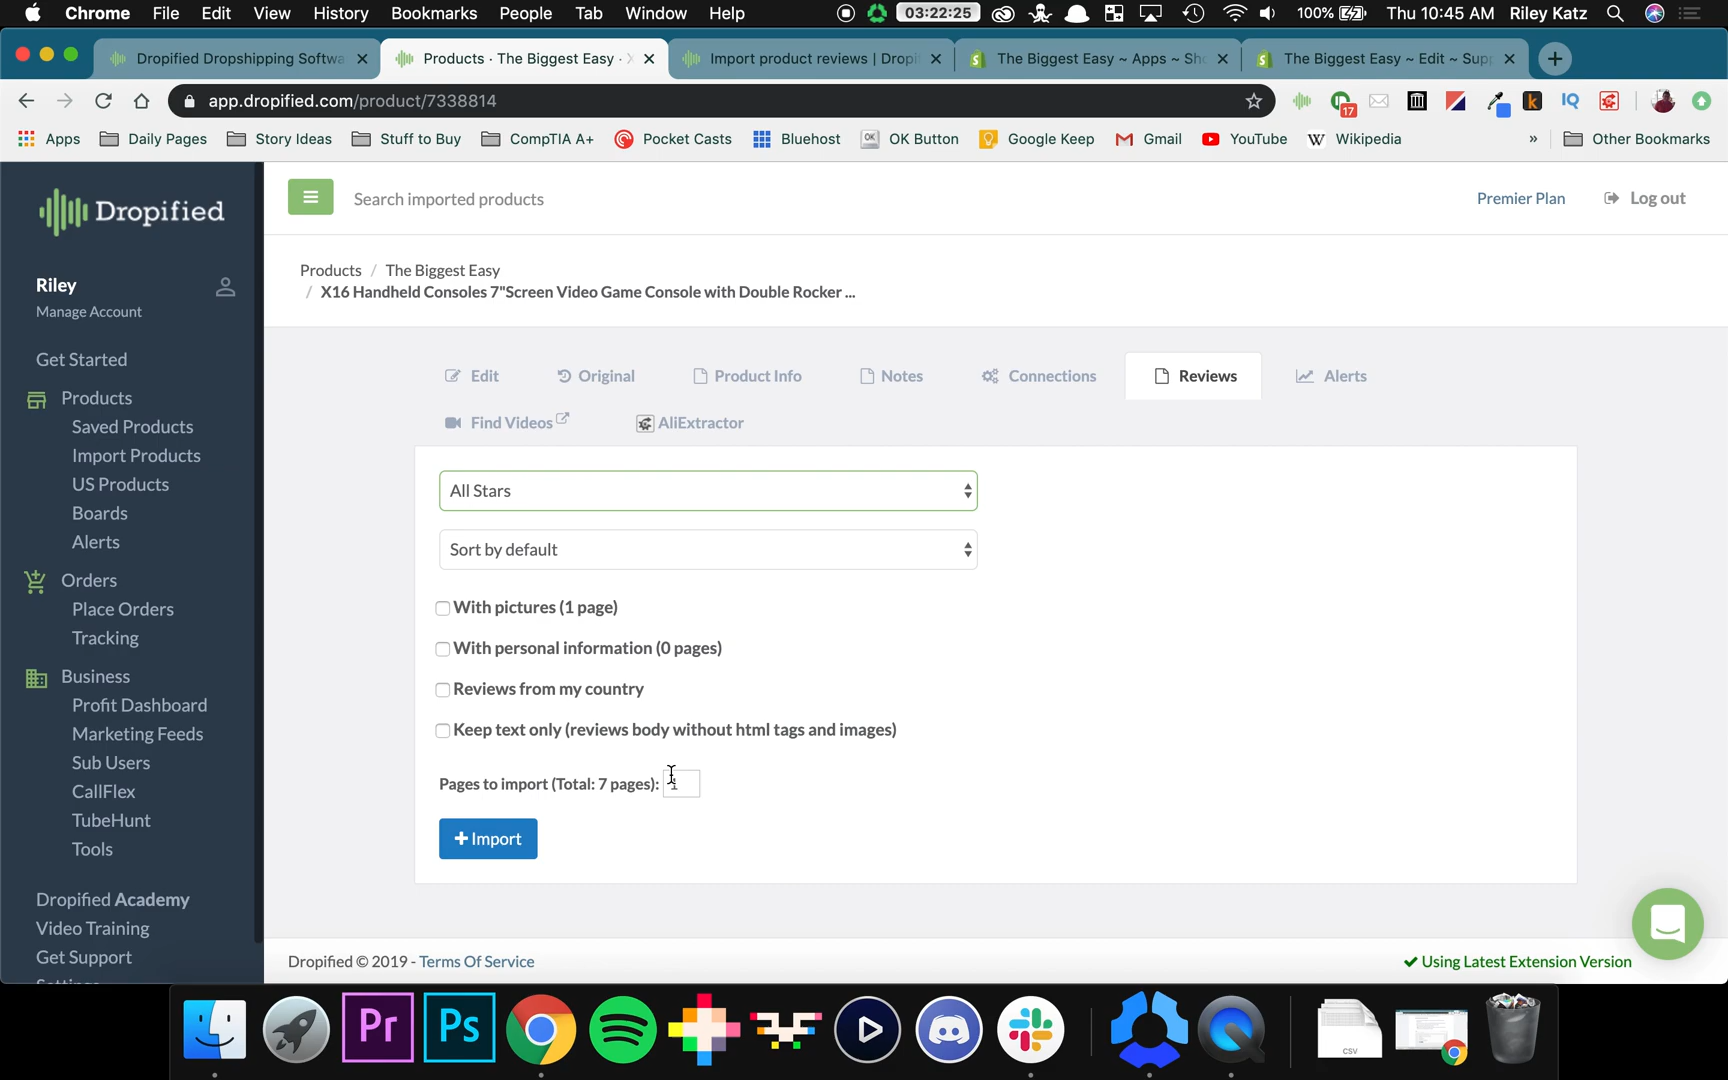 Chrome File Edit View History Bookmarks People Tab Window Help 03:22:25 100% Thu 10:45 AM Riley Katz
Dropified Dropshipping Softwa
Products · The Biggest Easy ·
Import product reviews | Dropi
The Biggest Easy ~ Apps ~ Sh
The Biggest Easy ~ Edit ~ Supp
app.dropified.com/product/7338814
17
k
IQ
Apps Daily Pages Story Ideas Stuff to Buy CompTIA A+ Pocket Casts Bluehost OK OK Button Google Keep Gmail YouTube W Wikipedia » Other Bookmarks
Dropified
Search imported products
Premier Plan
Log out
Riley
Manage Account
Get Started
Products
Saved Products
Import Products
US Products
Boards
Alerts
Orders
Place Orders
Tracking
Business
Profit Dashboard
Marketing Feeds
Sub Users
CallFlex
TubeHunt
Tools
Dropified Academy
Video Training
Get Support
Products / The Biggest Easy
/ X16 Handheld Consoles 7"Screen Video Game Console with Double Rocker ...
Edit Original Product Info Notes Connections Reviews Alerts
Find Videos AliExtractor
All Stars
Sort by default
With pictures (1 page)
With personal information (0 pages)
Reviews from my country
Keep text only (reviews body without html tags and images)
Pages to import (Total: 7 pages): 1
+ Import
Dropified © 2019 - Terms Of Service
Using Latest Extension Version
Pr
Ps
CSV